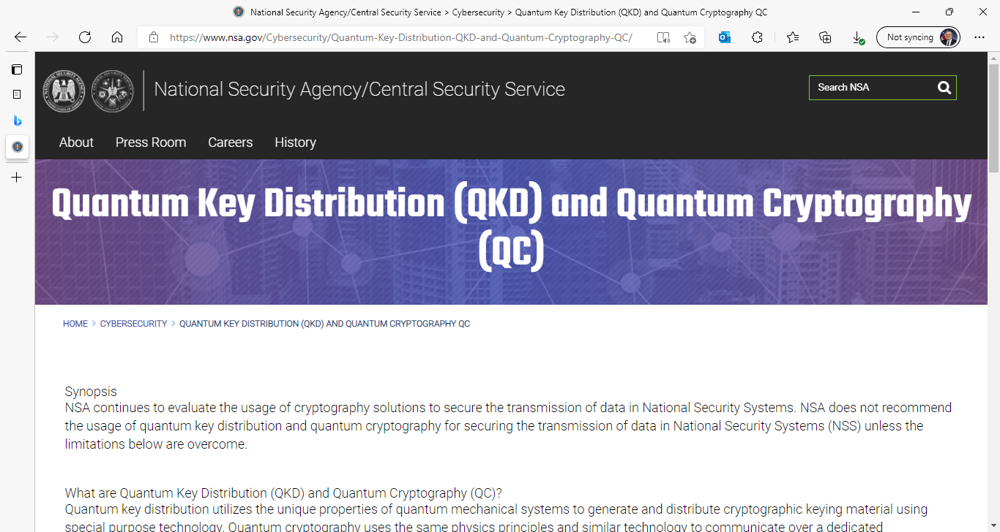 National Security Agency/Central Security Service > Cybersecurity > Quantum Key Distribution (QKD) and Quantum Cryptography QC
https://www.nsa.gov/Cybersecurity/Quantum-Key-Distribution-QKD-and-Quantum-Cryptography-QC/
Not syncing
National Security Agency/Central Security Service
Search NSA
About Press Room Careers History
Quantum Key Distribution (QKD) and Quantum Cryptography
(QC)
HOME > CYBERSECURITY > QUANTUM KEY DISTRIBUTION (QKD) AND QUANTUM CRYPTOGRAPHY QC
Synopsis
NSA continues to evaluate the usage of cryptography solutions to secure the transmission of data in National Security Systems. NSA does not recommend
the usage of quantum key distribution and quantum cryptography for securing the transmission of data in National Security Systems (NSS) unless the
limitations below are overcome.
What are Quantum Key Distribution (QKD) and Quantum Cryptography (QC)?
Quantum key distribution utilizes the unique properties of quantum mechanical systems to generate and distribute cryptographic keying material using
special purpose technology. Quantum cryptography uses the same physics principles and similar technology to communicate over a dedicated